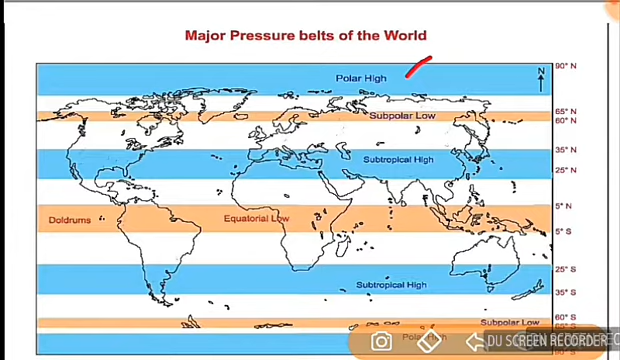 Major Pressure belts of the World
90° N
N
Polar High
65° N
Subpolar Low
60° N
35° N
Subtropical High
25° N
5° N
Doldrums
Equatorial Low
5° S
25° S
Subtropical High
35° S
60° S
Subpolar Low
DU SCREEN RECORDER